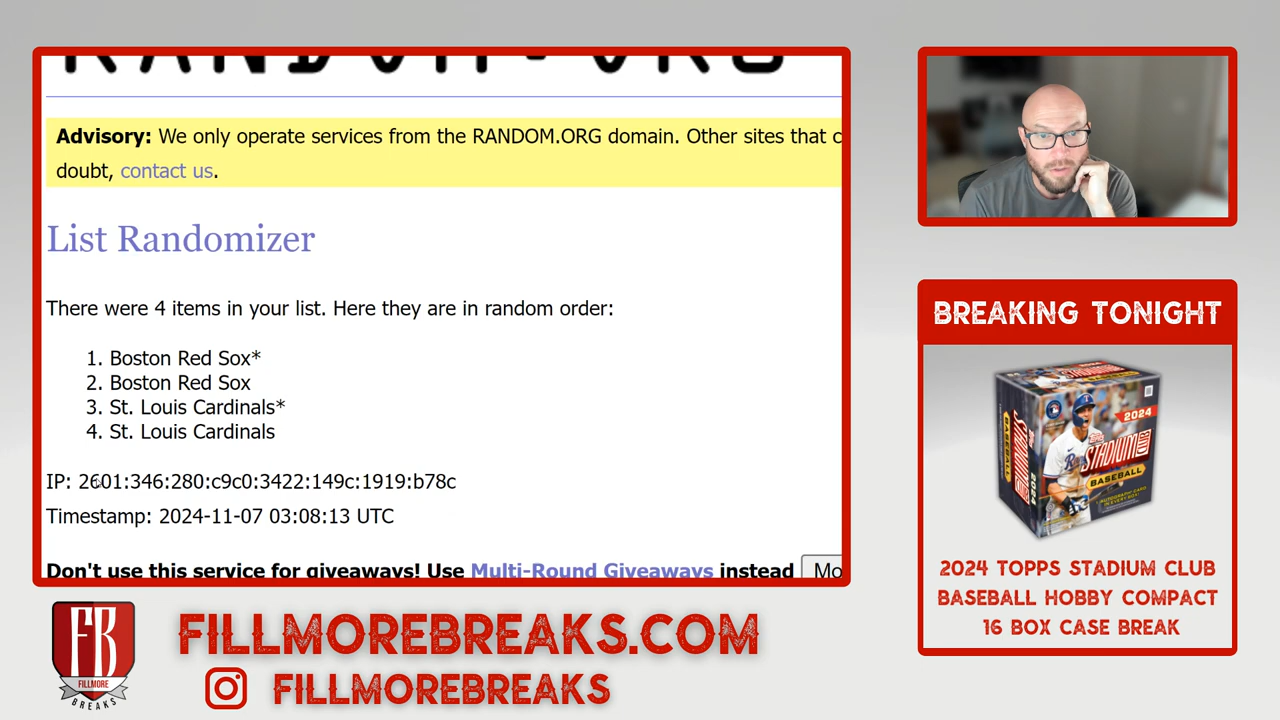 RANDOM.ORG
Advisory: We only operate services from the RANDOM.ORG domain. Other sites that c
doubt, contact us.
List Randomizer
There were 4 items in your list. Here they are in random order:
1. Boston Red Sox*
2. Boston Red Sox
3. St. Louis Cardinals*
4. St. Louis Cardinals
IP: 2601:346:280:c9c0:3422:149c:1919:b78c
Timestamp: 2024-11-07 03:08:13 UTC
Don't use this service for giveaways! Use Multi-Round Giveaways instead Mo
BREAKING TONIGHT
2024
STADIUM CLUB
BASEBALL
2024 TOPPS STADIUM CLUB
BASEBALL HOBBY COMPACT
16 BOX CASE BREAK
FB
FILLMORE
BREAKS
FILLMOREBREAKS.COM
FILLMOREBREAKS